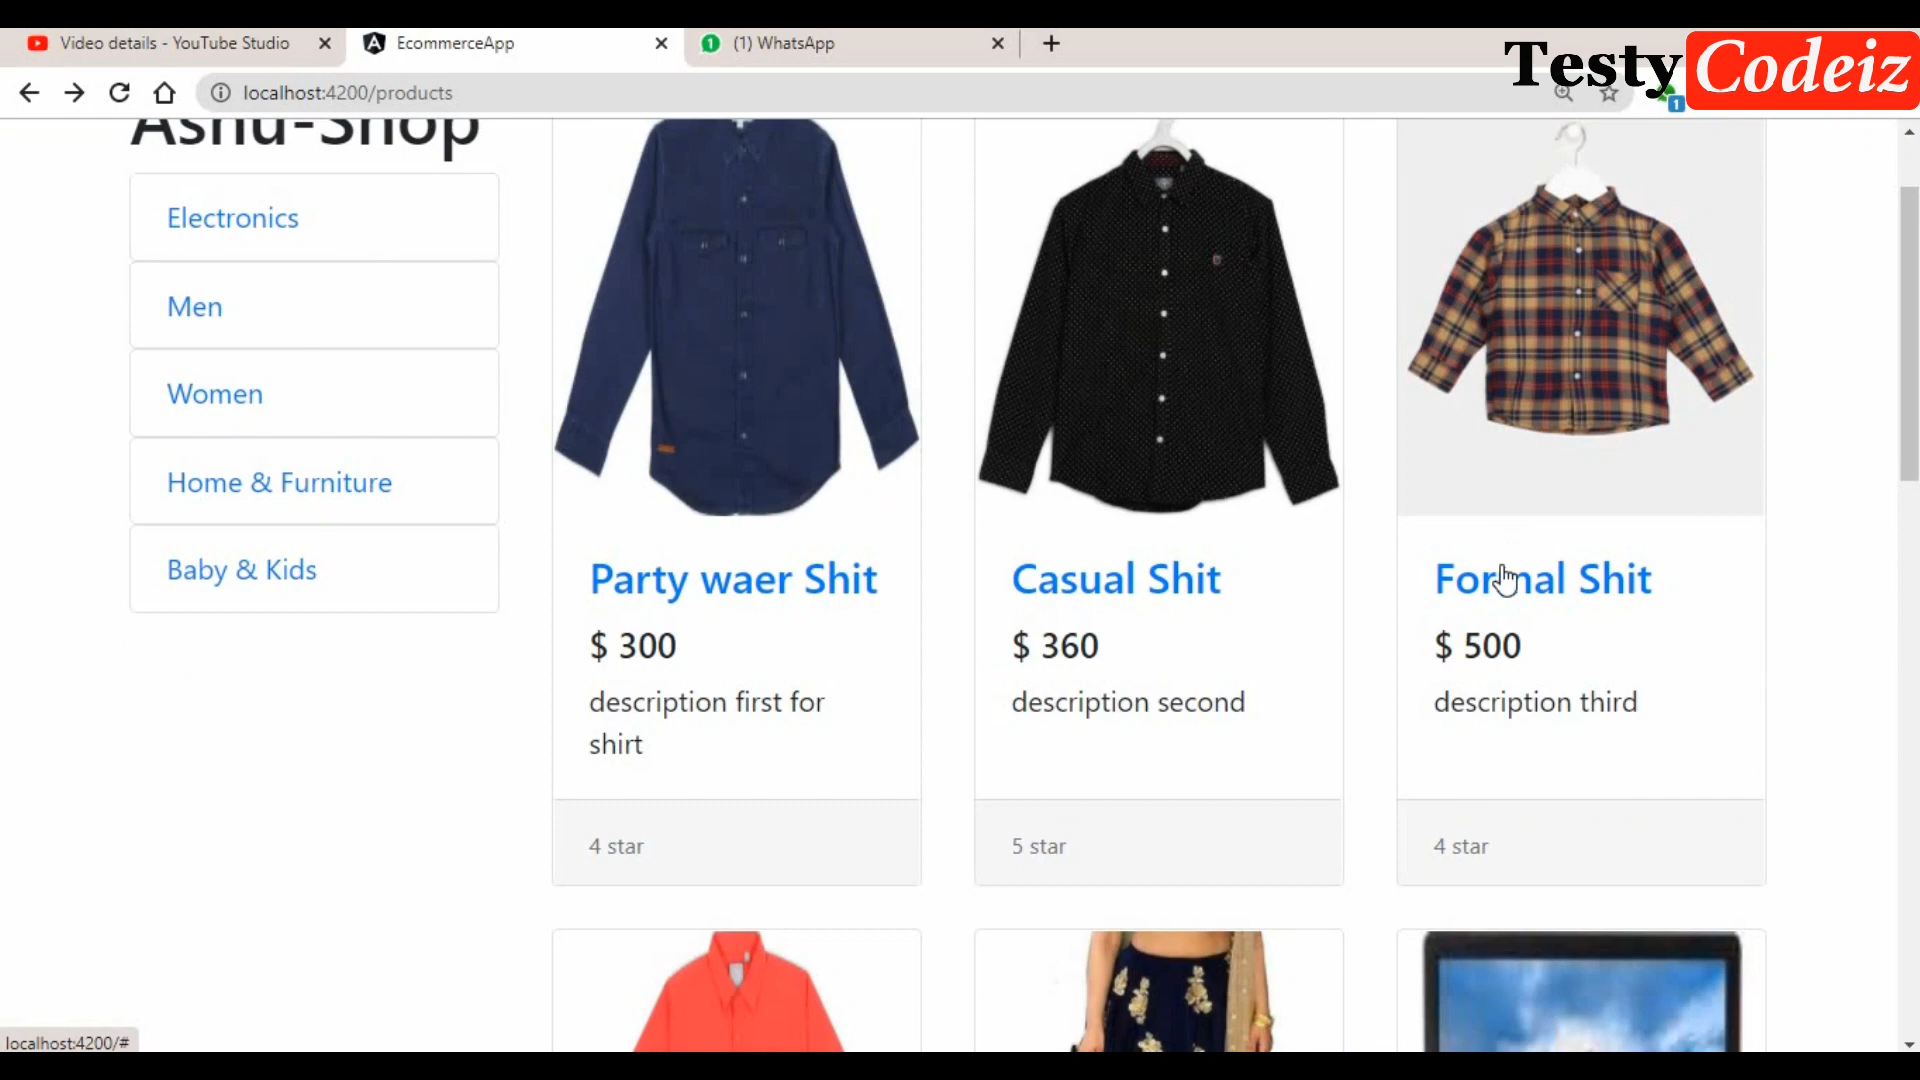 Video details - YouTube Studio
EcommerceApp
1
(1) WhatsApp
Testy Codeiz
localhost:4200/products
1
Ashu-Shop
Electronics
Men
Women
Home & Furniture
Baby & Kids
Party waer Shit
$ 300
description first for
shirt
4 star
Casual Shit
$ 360
description second
5 star
Formal Shit
$ 500
description third
4 star
localhost:4200/#